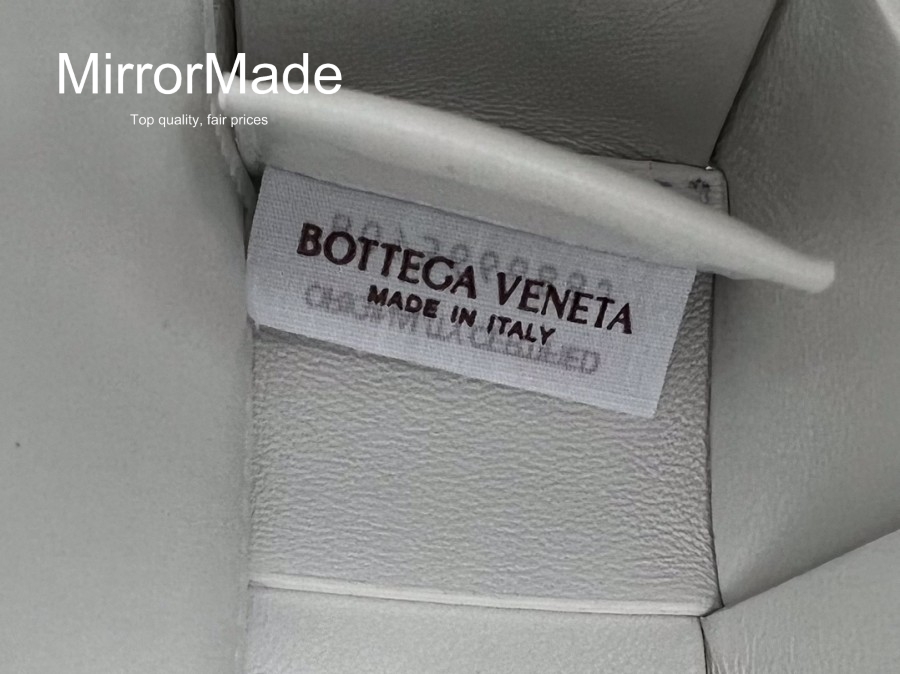 MirrorMade
Top quality, fair prices
BOTTEGA VENETA
MADE IN ITALY